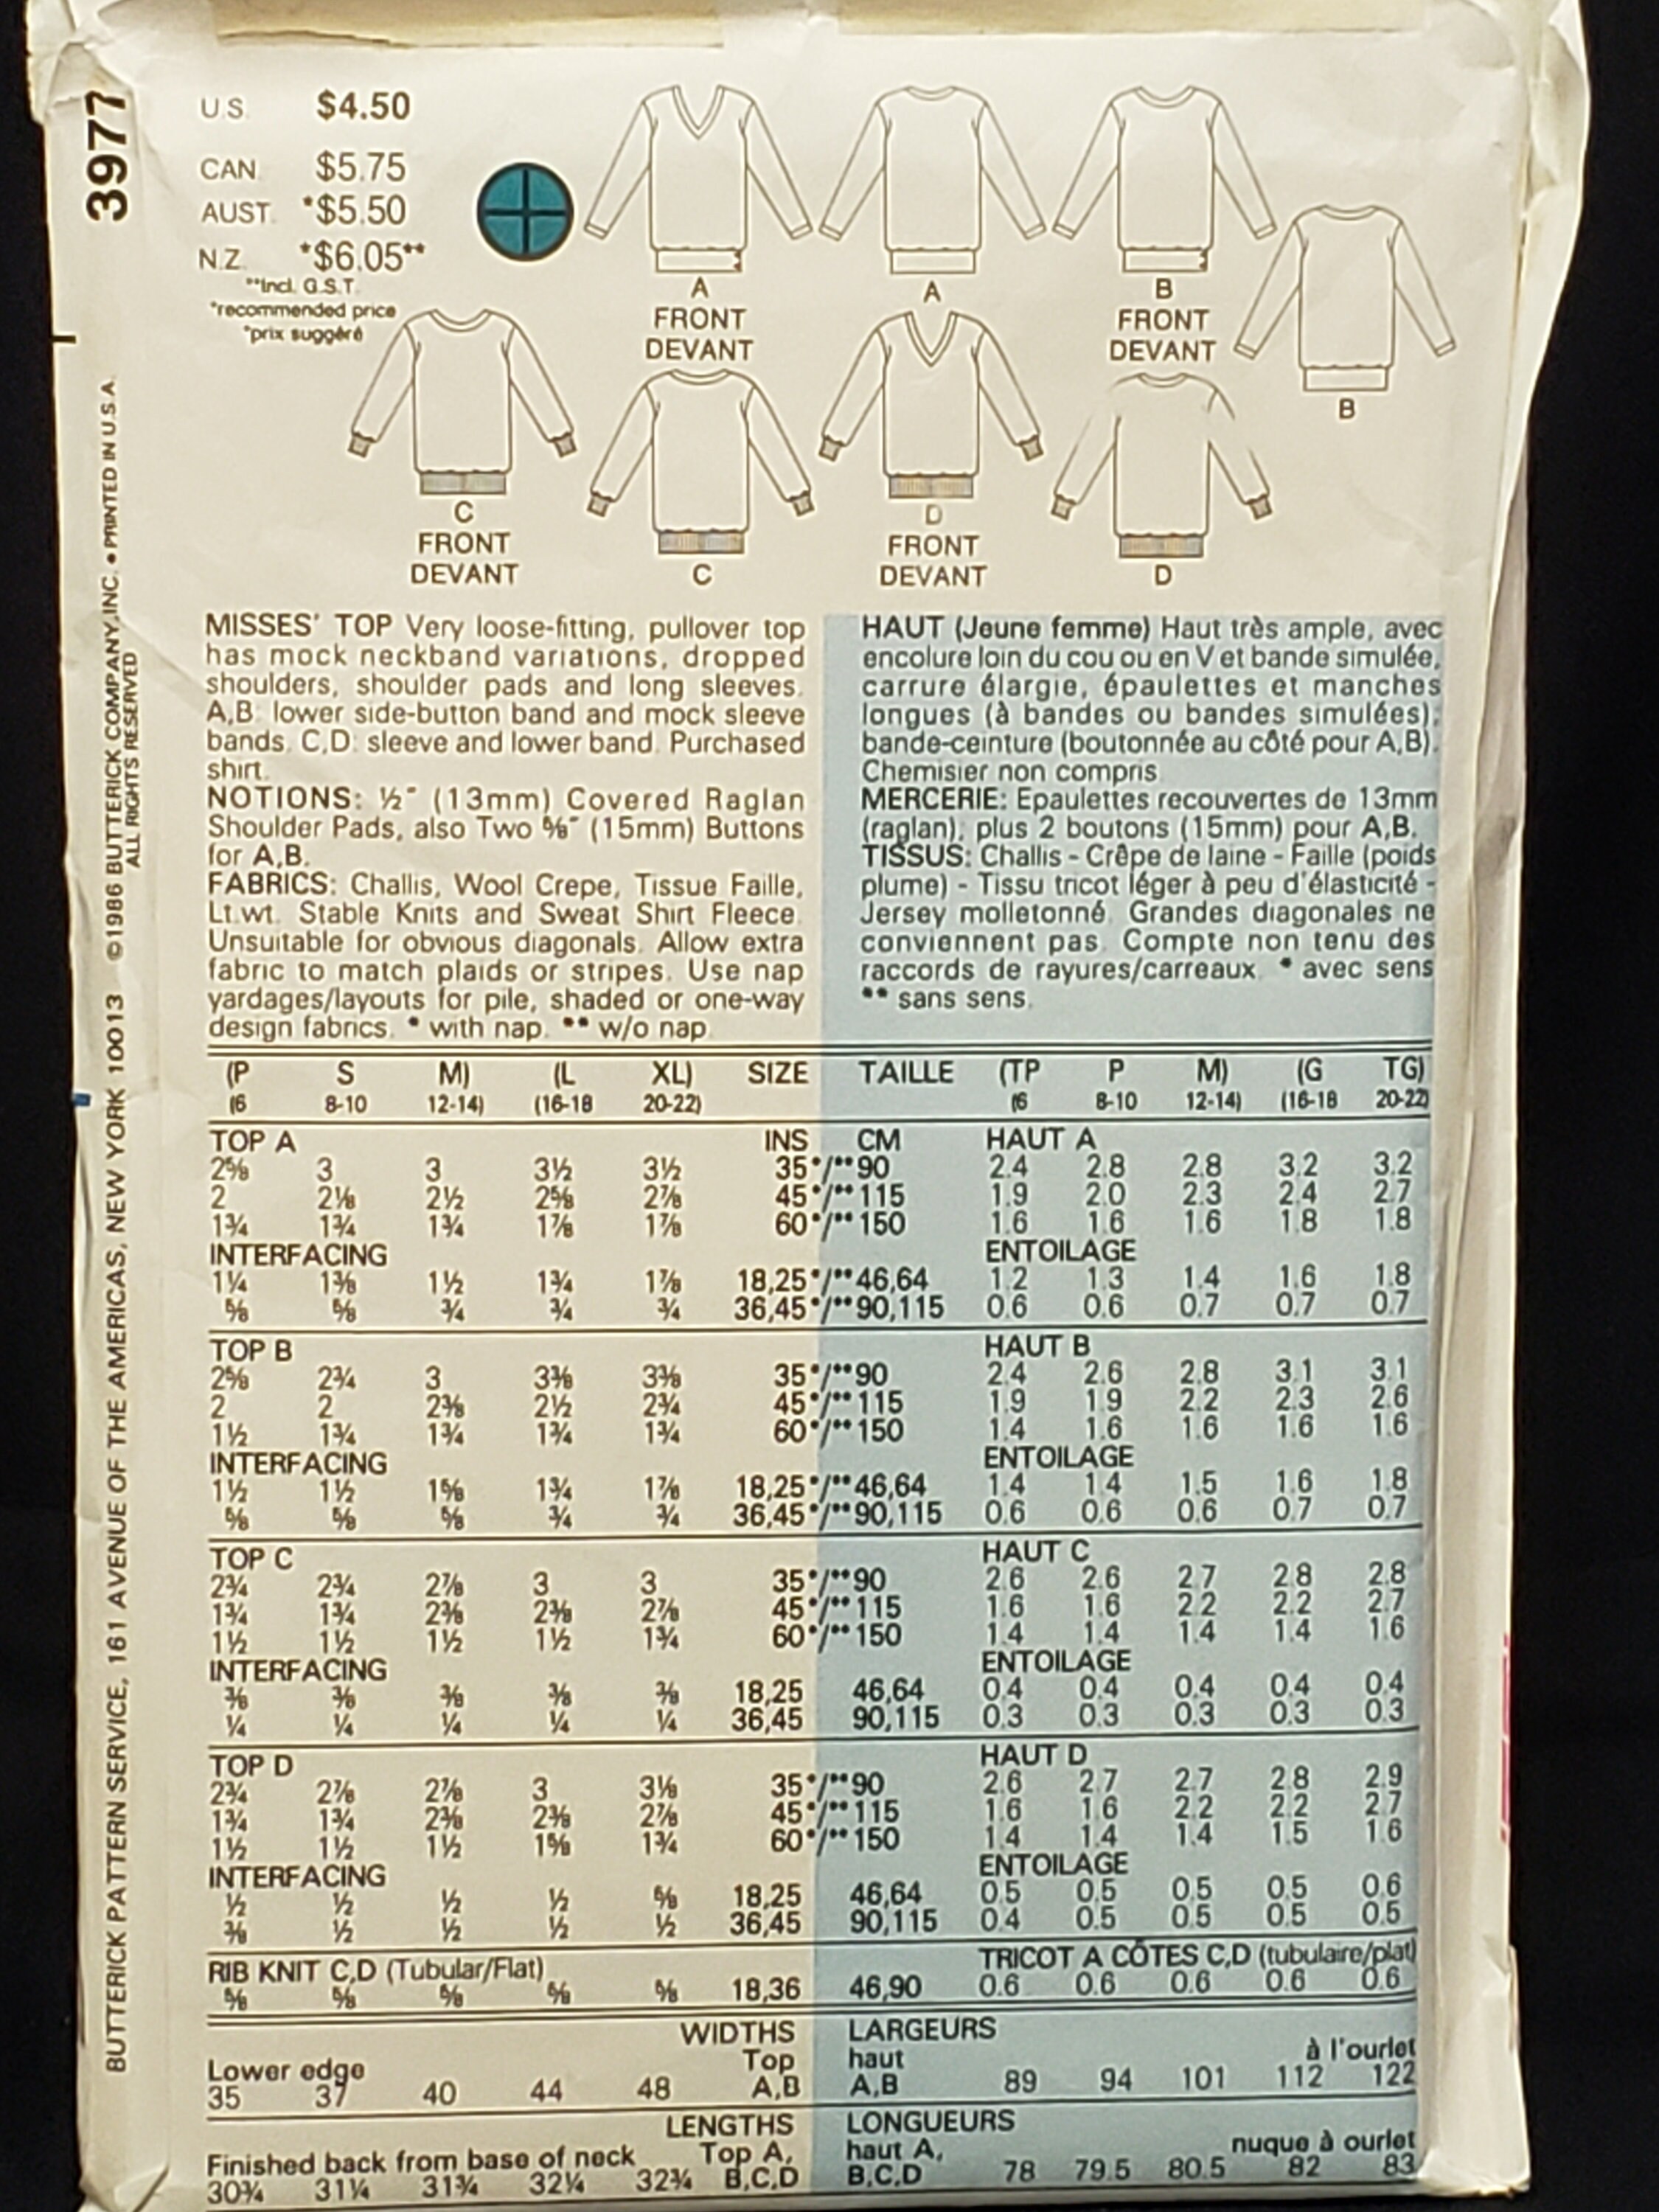 3977
U.S. $4.50
CAN. $5.75
AUST. *$5.50
N.Z. *$6.05**
**Incl. G.S.T.
*recommended price
*prix suggéré
A
FRONT
DEVANT
A
B
FRONT
DEVANT
B
C
FRONT
DEVANT
C
D
FRONT
DEVANT
D
BUTTERICK PATTERN SERVICE, 161 AVENUE OF THE AMERICAS, NEW YORK 10013 ©1986 BUTTERICK COMPANY, INC. • PRINTED IN U.S.A.
ALL RIGHTS RESERVED
MISSES' TOP Very loose-fitting, pullover top
has mock neckband variations, dropped
shoulders, shoulder pads and long sleeves.
A,B: lower side-button band and mock sleeve
bands. C,D: sleeve and lower band. Purchased
shirt.
NOTIONS: ½" (13mm) Covered Raglan
Shoulder Pads, also Two ⅝" (15mm) Buttons
for A,B.
FABRICS: Challis, Wool Crepe, Tissue Faille,
Lt.wt. Stable Knits and Sweat Shirt Fleece.
Unsuitable for obvious diagonals. Allow extra
fabric to match plaids or stripes. Use nap
yardages/layouts for pile, shaded or one-way
design fabrics. * with nap. ** w/o nap
HAUT (Jeune femme) Haut très ample, avec
encolure loin du cou ou en V et bande simulée,
carrure élargie, épaulettes et manches
longues (à bandes ou bandes simulées);
bande-ceinture (boutonnée au côté pour A,B).
Chemisier non compris.
MERCERIE: Epaulettes recouvertes de 13mm
(raglan); plus 2 boutons (15mm) pour A,B.
TISSUS: Challis - Crêpe de laine - Faille (poids
plume) - Tissu tricot léger à peu d'élasticité -
Jersey molletonné. Grandes diagonales ne
conviennent pas. Compte non tenu des
raccords de rayures/carreaux. * avec sens
** sans sens.
(P S M) (L XL) SIZE TAILLE (TP P M) (G TG)
(6 8-10 12-14) (16-18 20-22) (6 8-10 12-14) (16-18 20-22)
TOP A INS CM HAUT A
2⅝ 3 3 3½ 3½ 35*/**90 2.4 2.8 2.8 3.2 3.2
2 2⅛ 2½ 2⅝ 2⅞ 45*/**115 1.9 2.0 2.3 2.4 2.7
1¾ 1¾ 1¾ 1⅞ 1⅞ 60*/**150 1.6 1.6 1.6 1.8 1.8
INTERFACING ENTOILAGE
1¼ 1⅜ 1½ 1¾ 1⅞ 18,25*/**46,64 1.2 1.3 1.4 1.6 1.8
⅝ ⅝ ¾ ¾ ¾ 36,45*/**90,115 0.6 0.6 0.7 0.7 0.7
TOP B HAUT B
2⅝ 2¾ 3 3⅜ 3⅜ 35*/**90 2.4 2.6 2.8 3.1 3.1
2 2 2⅜ 2½ 2¾ 45*/**115 1.9 1.9 2.2 2.3 2.6
1½ 1¾ 1¾ 1¾ 1¾ 60*/**150 1.4 1.6 1.6 1.6 1.6
INTERFACING ENTOILAGE
1½ 1½ 1⅝ 1¾ 1⅞ 18,25*/**46,64 1.4 1.4 1.5 1.6 1.8
⅝ ⅝ ⅝ ¾ ¾ 36,45*/**90,115 0.6 0.6 0.6 0.7 0.7
TOP C HAUT C
2¾ 2¾ 2⅞ 3 3 35*/**90 2.6 2.6 2.7 2.8 2.8
1¾ 1¾ 2⅜ 2⅜ 2⅞ 45*/**115 1.6 1.6 2.2 2.2 2.7
1½ 1½ 1½ 1½ 1¾ 60*/**150 1.4 1.4 1.4 1.4 1.6
INTERFACING ENTOILAGE
⅜ ⅜ ⅜ ⅜ ⅜ 18,25 46,64 0.4 0.4 0.4 0.4 0.4
¼ ¼ ¼ ¼ ¼ 36,45 90,115 0.3 0.3 0.3 0.3 0.3
TOP D HAUT D
2¾ 2⅞ 2⅞ 3 3⅛ 35*/**90 2.6 2.7 2.7 2.8 2.9
1¾ 1¾ 2⅜ 2⅜ 2⅞ 45*/**115 1.6 1.6 2.2 2.2 2.7
1½ 1½ 1½ 1⅝ 1¾ 60*/**150 1.4 1.4 1.4 1.5 1.6
INTERFACING ENTOILAGE
½ ½ ½ ½ ⅝ 18,25 46,64 0.5 0.5 0.5 0.5 0.6
⅜ ½ ½ ½ ½ 36,45 90,115 0.4 0.5 0.5 0.5 0.5
RIB KNIT C,D (Tubular/Flat) TRICOT A CÔTES C,D (tubulaire/plat)
⅝ ⅝ ⅝ ⅝ ⅝ 18,36 46,90 0.6 0.6 0.6 0.6 0.6
WIDTHS LARGEURS
Lower edge Top haut à l'ourlet
35 37 40 44 48 A,B A,B 89 94 101 112 122
LENGTHS LONGUEURS
Finished back from base of neck Top A, haut A, nuque à ourlet
30¾ 31¼ 31¾ 32¼ 32¾ B,C,D B,C,D 78 79.5 80.5 82 83